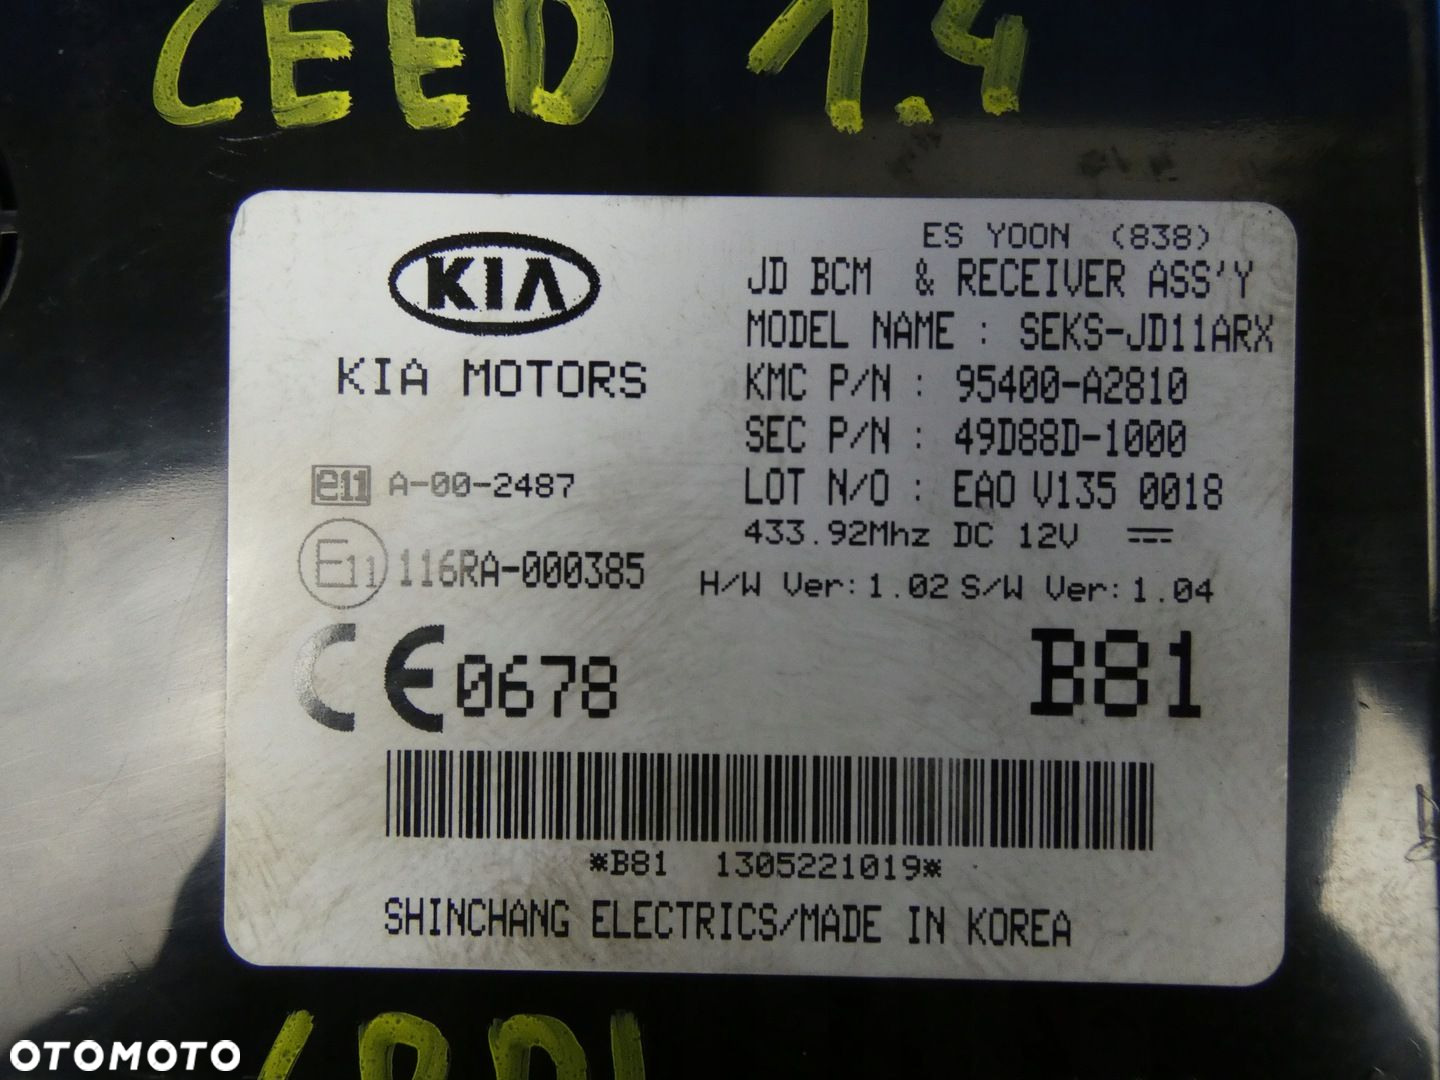 CEED 1.4
ES YOON (838)
JD BCM & RECEIVER ASS'Y
KIA
MODEL NAME : SEKS-JD11ARX
KIA MOTORS
KMC P/N : 95400-A2810
SEC P/N : 49D88D-1000
e11 A-00-2487
LOT N/O : EAO V135 0018
433.92Mhz DC 12V
E11 116RA-000385
H/W Ver: 1.02 S/W Ver: 1.04
CE 0678
B81
*B81 1305221019*
SHINCHANG ELECTRICS/MADE IN KOREA
OTOMOTO